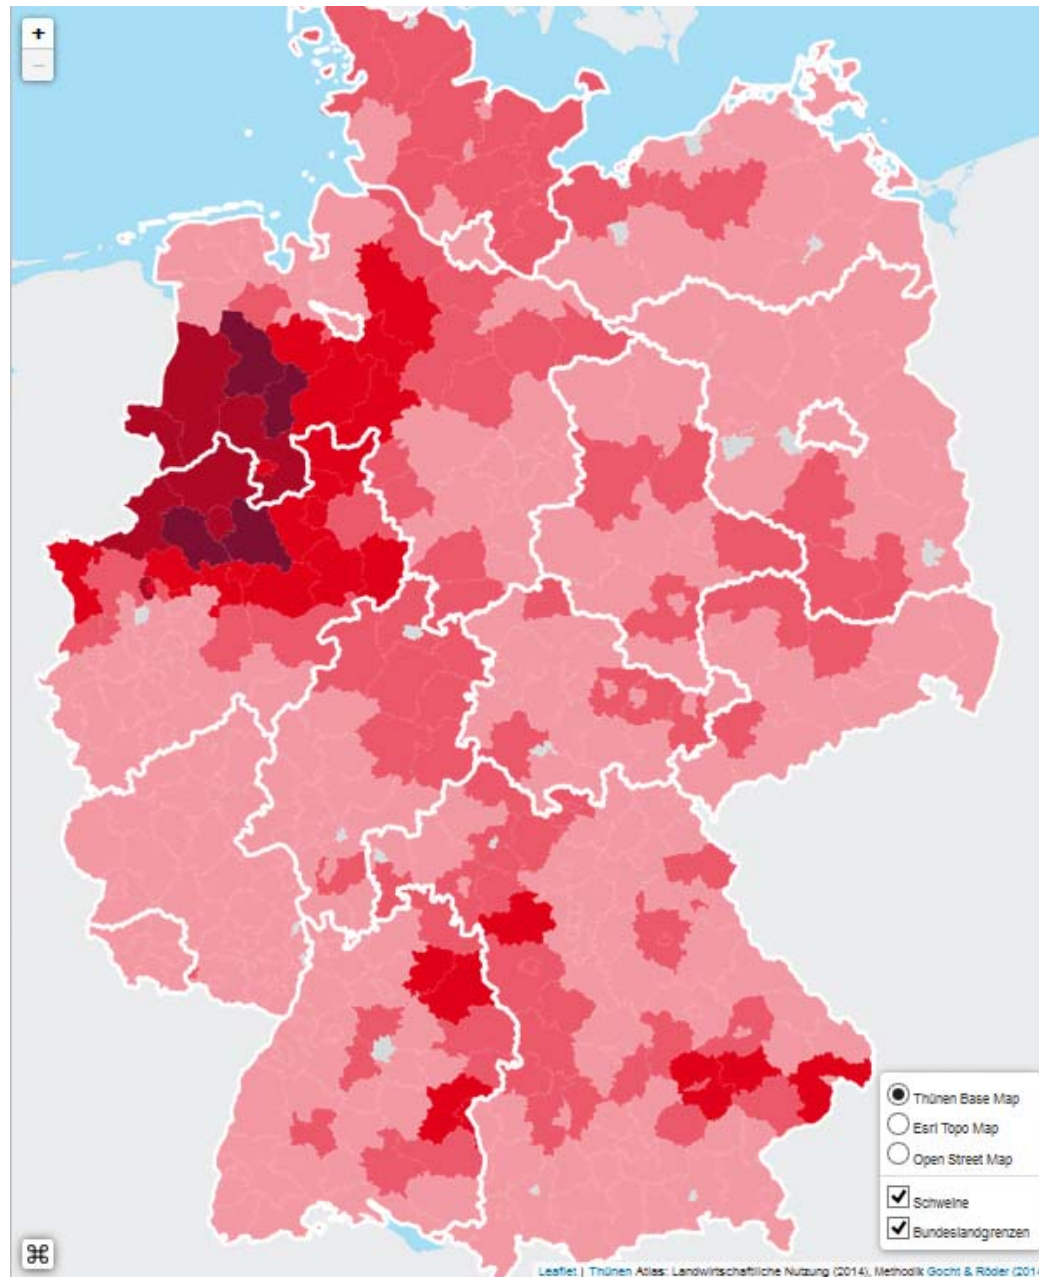 +
−
Thünen Base Map
Esri Topo Map
Open Street Map
Schweine
Bundeslandgrenzen
⌘
Leaflet | Thünen Atlas: Landwirtschaftliche Nutzung (2014), Methodik Gocht & Röder (2014